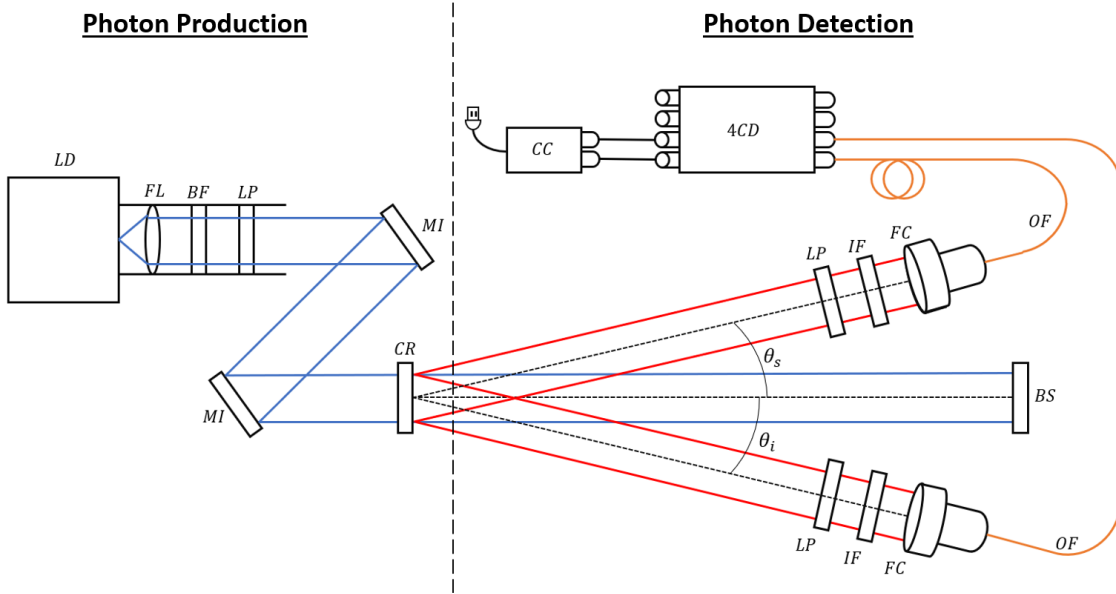 Photon Production
Photon Detection
LD
FL
BF
LP
MI
MI
CR
CC
4CD
OF
LP
IF
FC
θs
θi
BS
LP
IF
FC
OF